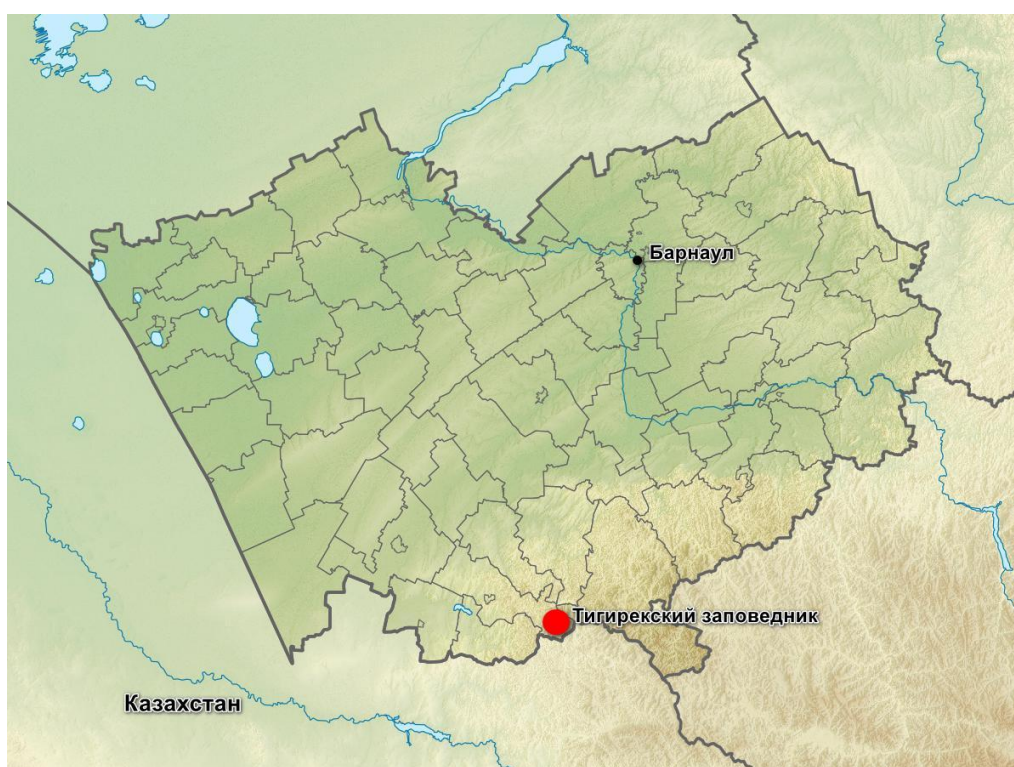 Барнаул
Тигирекский заповедник
Казахстан